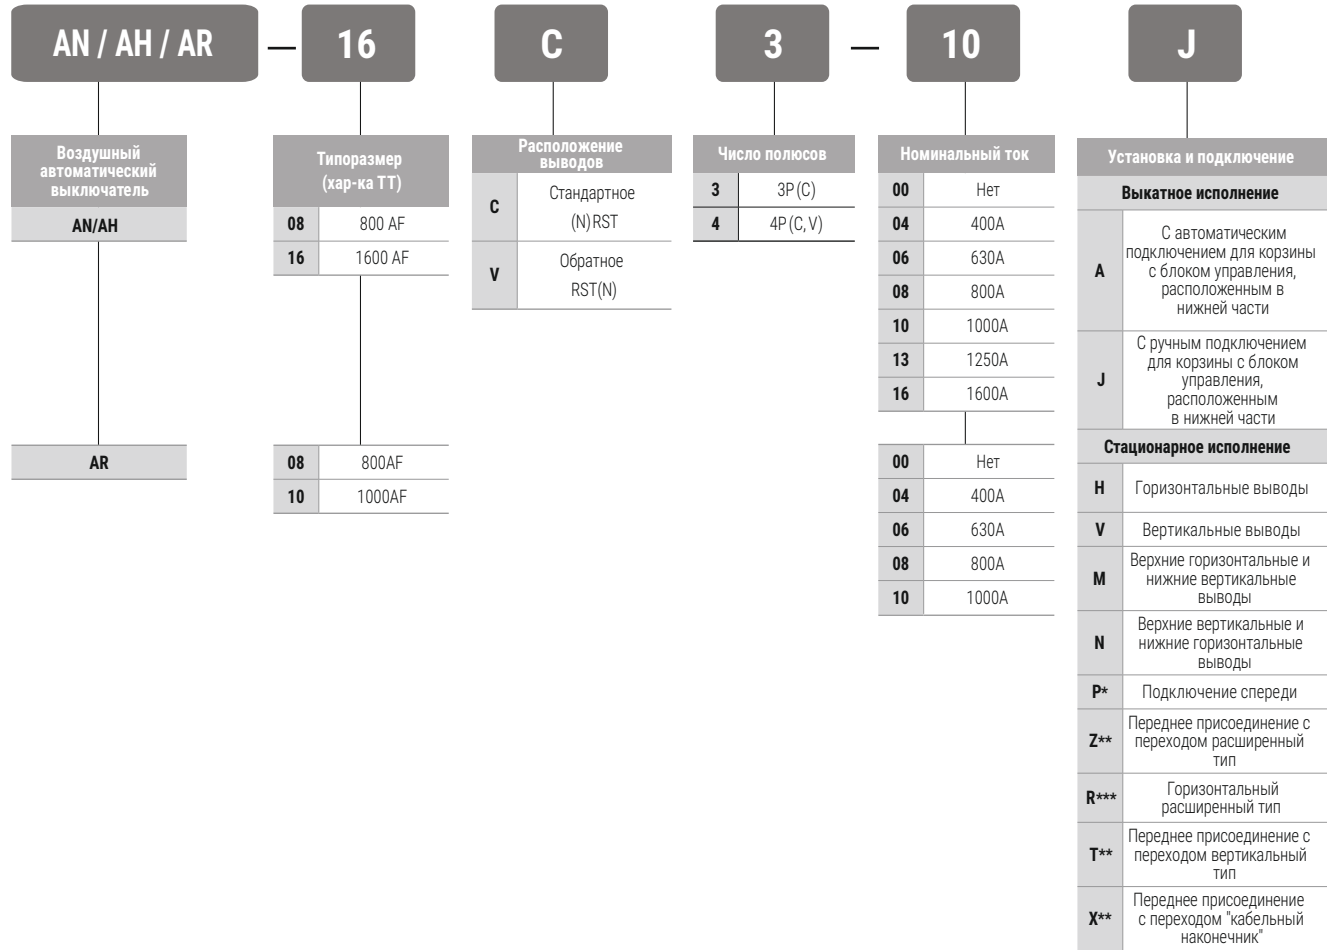 AN / AH / AR — 16 C 3 — 10 J
Воздушный
автоматический
выключатель
AN/AH
AR
Типоразмер
(хар-ка ТТ)
08 800 AF
16 1600 AF
08 800AF
10 1000AF
Расположение
выводов
C Стандартное
(N)RST
V Обратное
RST(N)
Число полюсов
3 3P(C)
4 4P(C,V)
Номинальный ток
00 Нет
04 400A
06 630A
08 800A
10 1000A
13 1250A
16 1600A
00 Нет
04 400A
06 630A
08 800A
10 1000A
Установка и подключение
Выкатное исполнение
A
С автоматическим
подключением для корзины
с блоком управления,
расположенным в
нижней части
J
С ручным подключением
для корзины с блоком
управления,
расположенным
в нижней части
Стационарное исполнение
H Горизонтальные выводы
V Вертикальные выводы
M
Верхние горизонтальные и
нижние вертикальные
выводы
N
Верхние вертикальные и
нижние горизонтальные
выводы
P* Подключение спереди
Z**
Переднее присоединение с
переходом расширенный
тип
R***
Горизонтальный
расширенный тип
T**
Переднее присоединение с
переходом вертикальный
тип
X**
Переднее присоединение
с переходом "кабельный
наконечник"